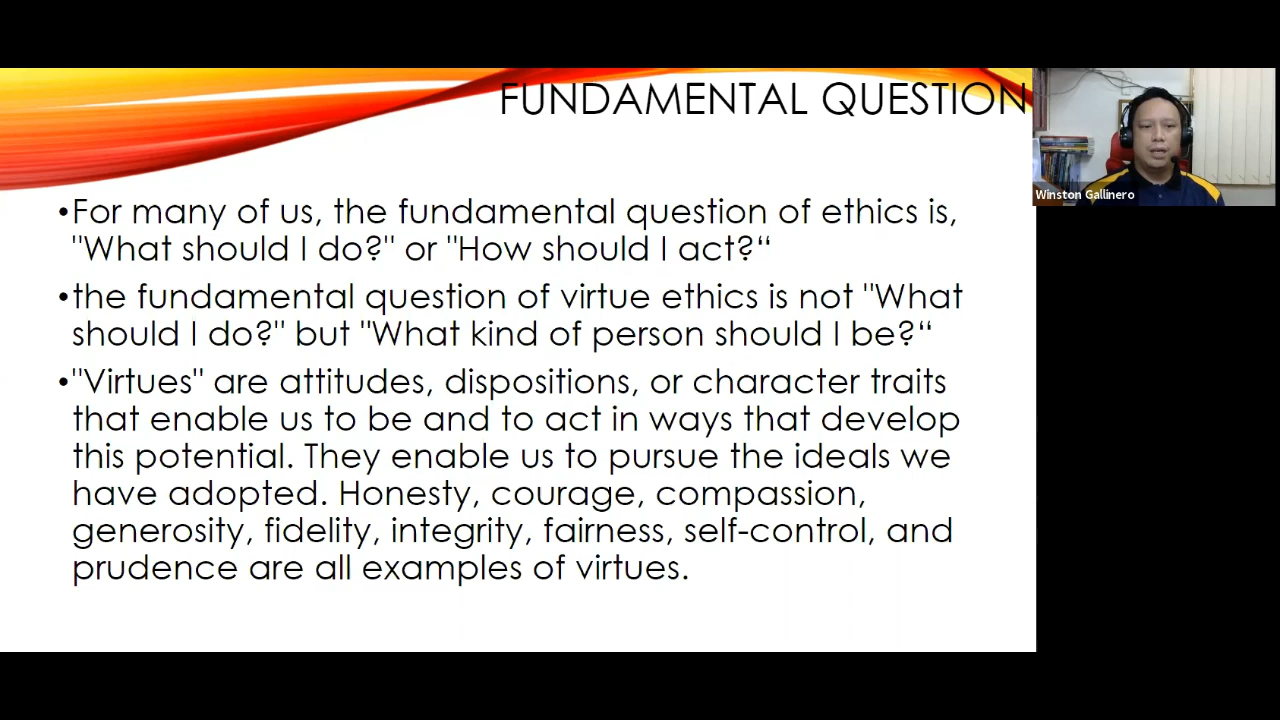 FUNDAMENTAL QUESTION
Winston Gallinero
•For many of us, the fundamental question of ethics is,
"What should I do?" or "How should I act?“
•the fundamental question of virtue ethics is not "What
should I do?" but "What kind of person should I be?“
•"Virtues" are attitudes, dispositions, or character traits
that enable us to be and to act in ways that develop
this potential. They enable us to pursue the ideals we
have adopted. Honesty, courage, compassion,
generosity, fidelity, integrity, fairness, self-control, and
prudence are all examples of virtues.